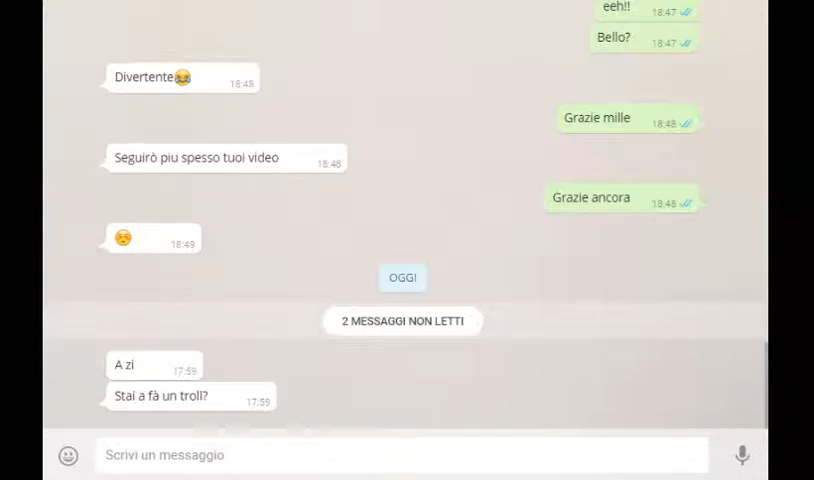 eeh!! 18:47
Bello? 18:47
Divertente😂 18:48
Grazie mille 18:48
Seguirò piu spesso tuoi video 18:48
Grazie ancora 18:48
☺️ 18:49
OGGI
2 MESSAGGI NON LETTI
A zi 17:59
Stai a fà un troll? 17:59
Scrivi un messaggio